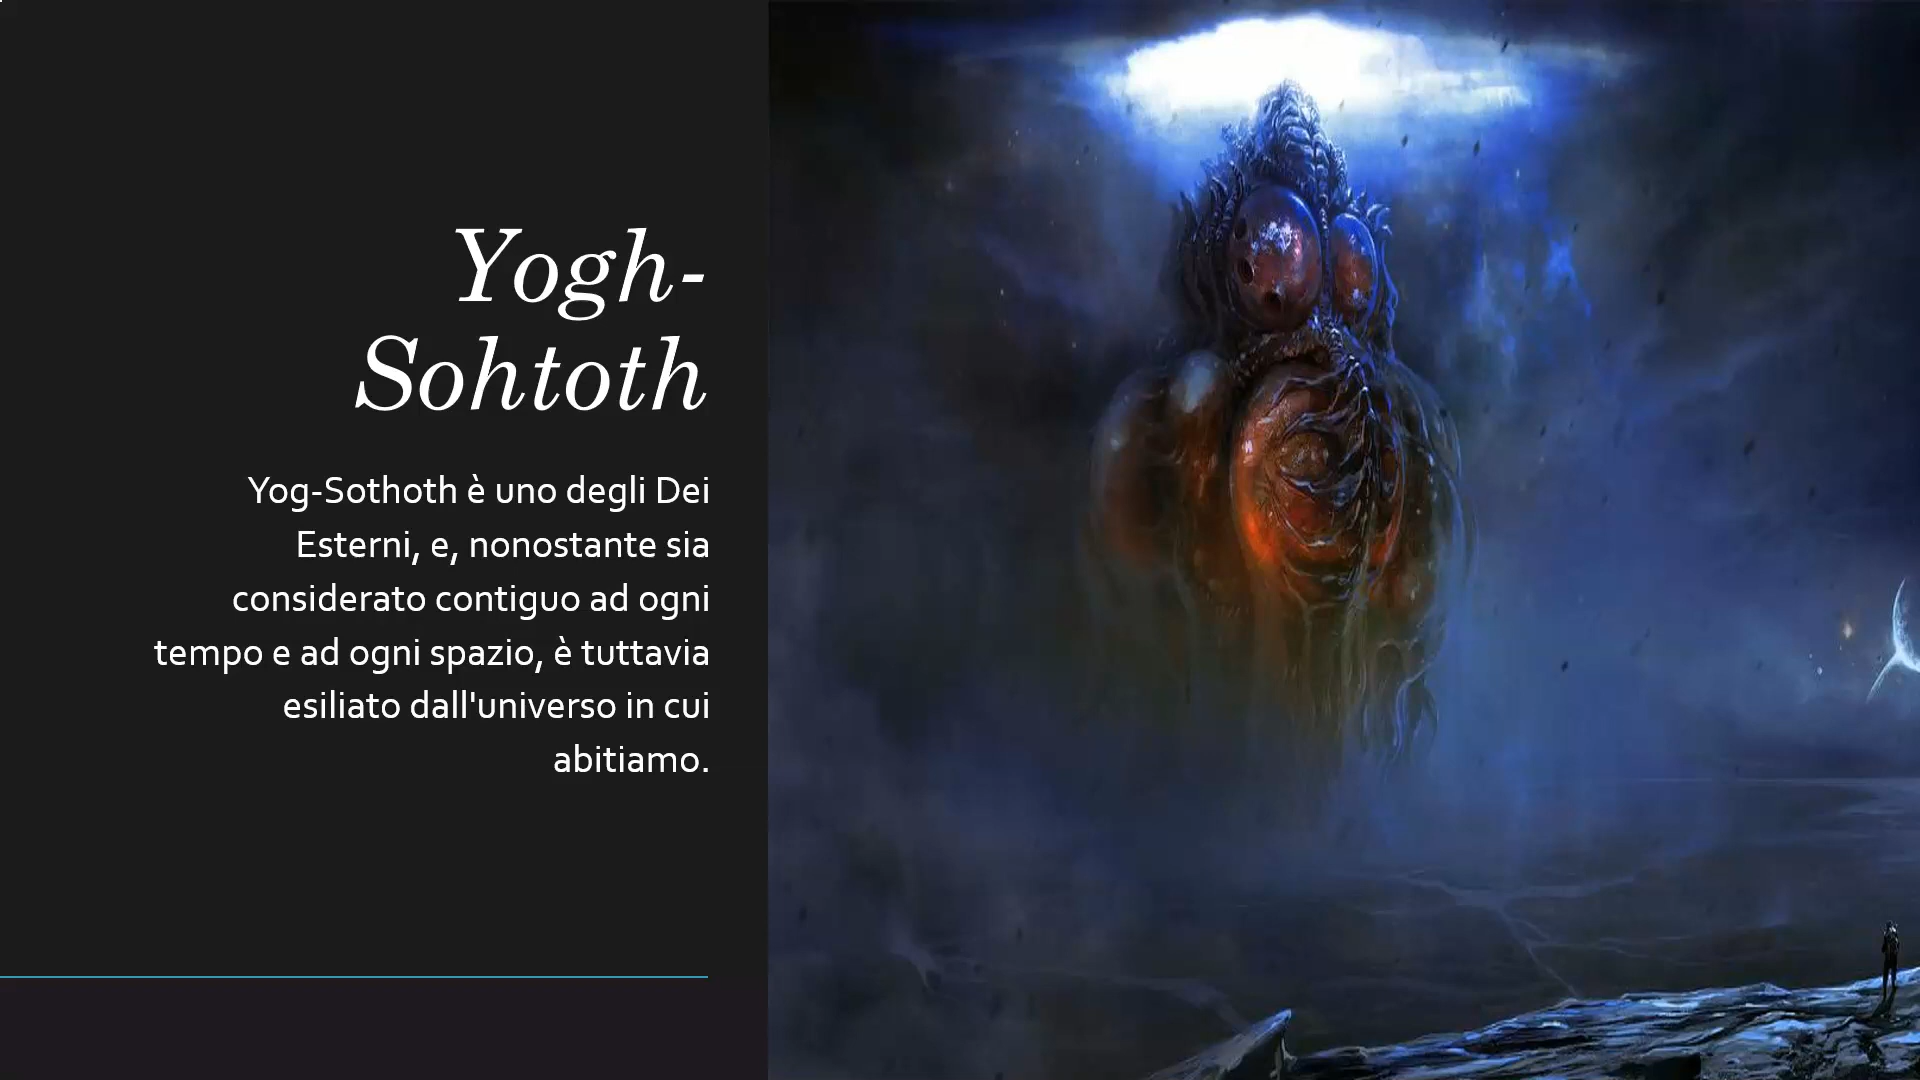 Yogh-
Sohtoth
Yog-Sothoth è uno degli Dei
Esterni, e, nonostante sia
considerato contiguo ad ogni
tempo e ad ogni spazio, è tuttavia
esiliato dall'universo in cui
abitiamo.